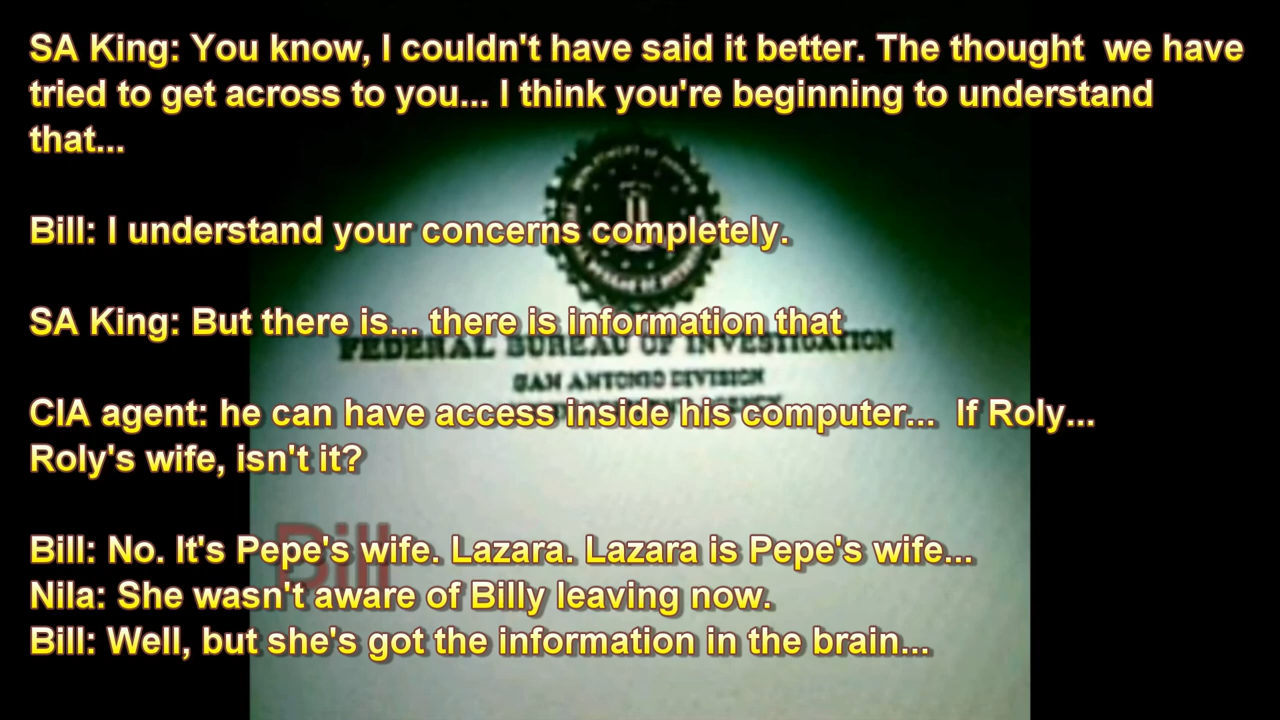 SA King: You know, I couldn't have said it better. The thought  we have
tried to get across to you... I think you're beginning to understand
that...
Bill: I understand your concerns completely.
SA King: But there is... there is information that
FEDERAL BUREAU OF INVESTIGATION
SAN ANTONIO DIVISION
CIA agent: he can have access inside his computer...  If Roly...
Roly's wife, isn't it?
Bill
Bill: No. It's Pepe's wife. Lazara. Lazara is Pepe's wife...
Nila: She wasn't aware of Billy leaving now.
Bill: Well, but she's got the information in the brain...